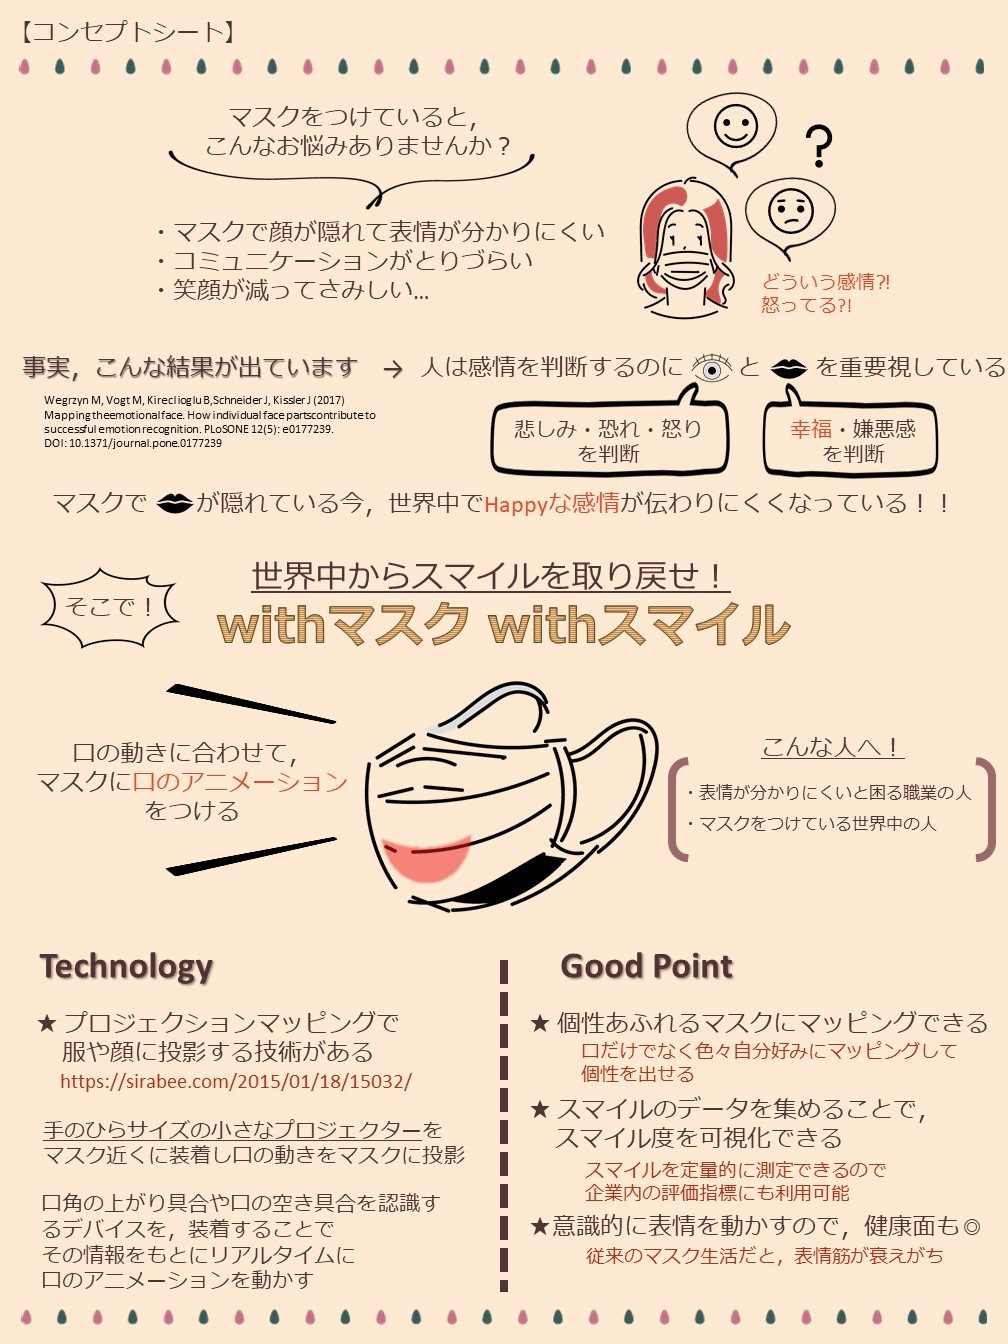 【コンセプトシート】
マスクをつけていると，
こんなお悩みありませんか？
・マスクで顔が隠れて表情が分かりにくい
・コミュニケーションがとりづらい
・笑顔が減ってさみしい…
?
どういう感情?!
怒ってる?!
事実，こんな結果が出ています → 人は感情を判断するのに と を重要視している
Wegrzyn M, Vogt M, Kireclioglu B, Schneider J, Kissler J (2017)
Mapping the emotional face. How individual face parts contribute to
successful emotion recognition. PLoS ONE 12(5): e0177239.
DOI: 10.1371/journal.pone.0177239
悲しみ・恐れ・怒り
を判断
幸福・嫌悪感
を判断
マスクで が隠れている今，世界中でHappyな感情が伝わりにくくなっている！！
そこで！
世界中からスマイルを取り戻せ！
withマスク withスマイル
口の動きに合わせて，
マスクに口のアニメーション
をつける
こんな人へ！
・表情が分かりにくいと困る職業の人
・マスクをつけている世界中の人
Technology
★ プロジェクションマッピングで
服や顔に投影する技術がある
https://sirabee.com/2015/01/18/15032/
手のひらサイズの小さなプロジェクターを
マスク近くに装着し口の動きをマスクに投影
口角の上がり具合や口の空き具合を認識す
るデバイスを，装着することで
その情報をもとにリアルタイムに
口のアニメーションを動かす
Good Point
★ 個性あふれるマスクにマッピングできる
口だけでなく色々自分好みにマッピングして
個性を出せる
★ スマイルのデータを集めることで，
スマイル度を可視化できる
スマイルを定量的に測定できるので
企業内の評価指標にも利用可能
★意識的に表情を動かすので，健康面も◎
従来のマスク生活だと，表情筋が衰えがち